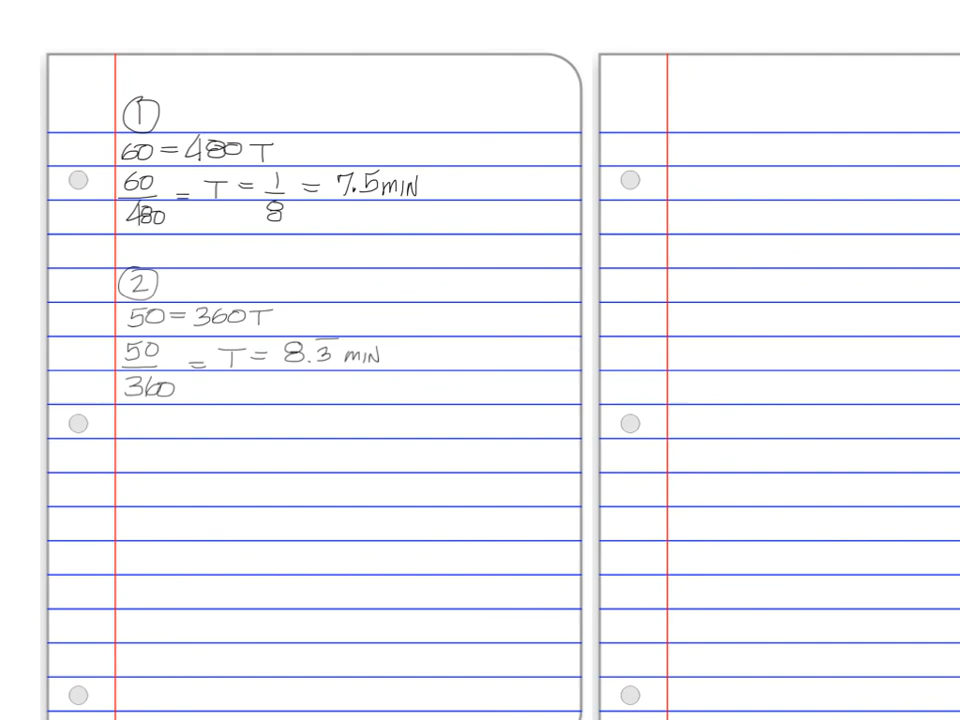 ①
60 = 480 T
60/480 = T = 1/8 = 7.5 MIN
②
50 = 360 T
50/360 = T = 8.3̅ MIN